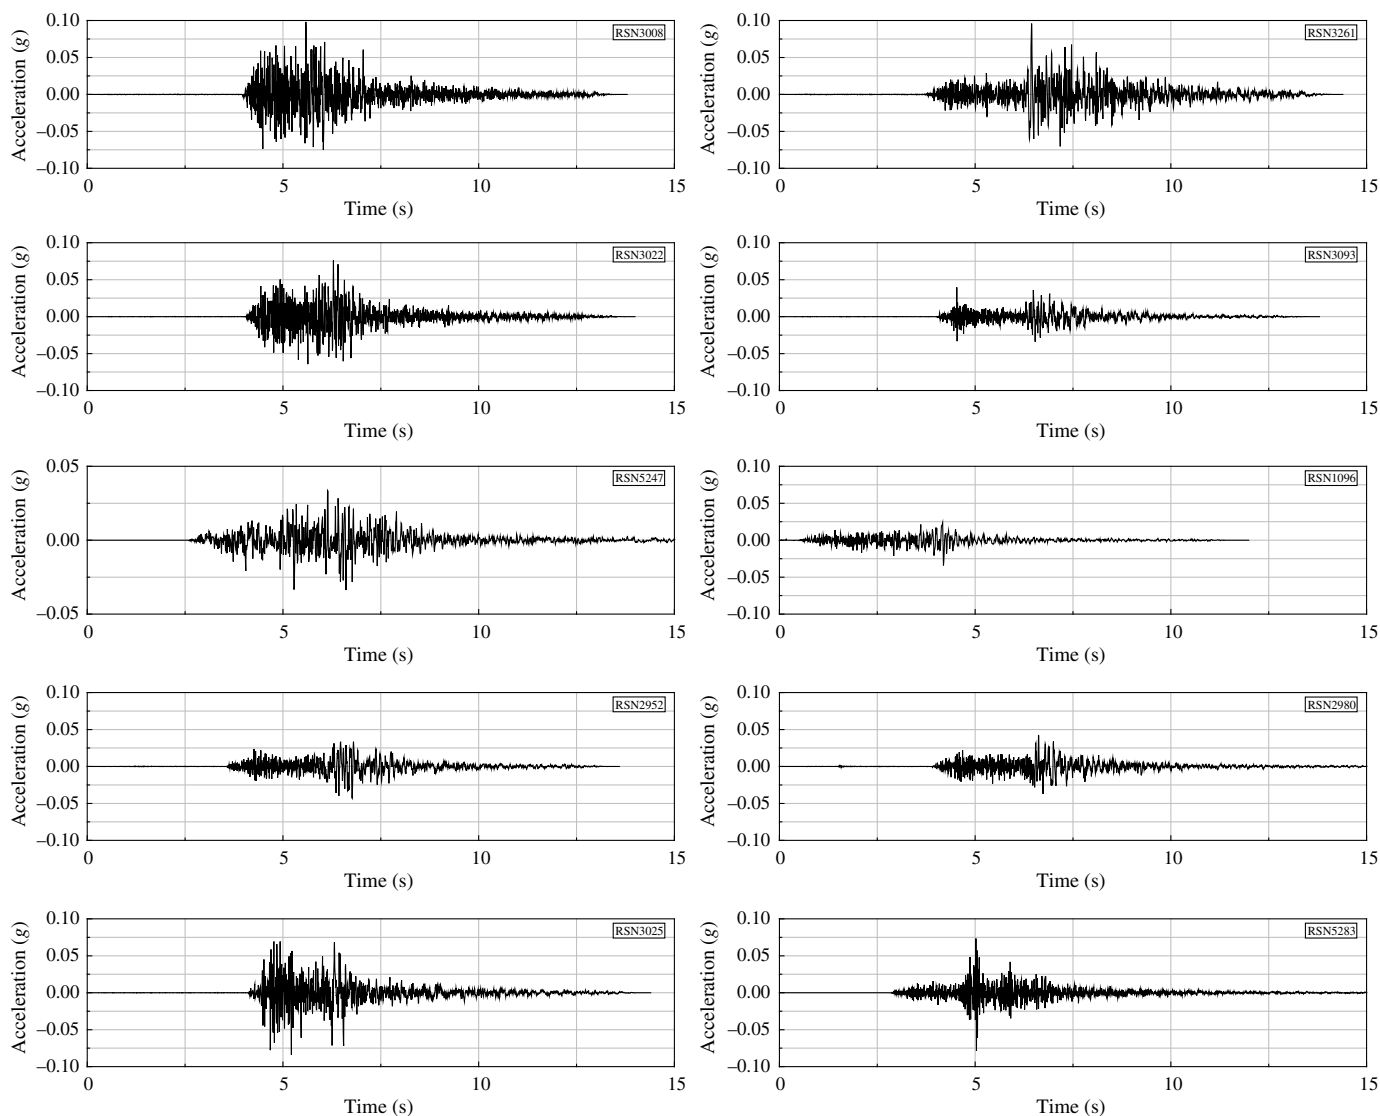 0.10
RSN3008
0.05
0.00
–0.05
–0.10
Acceleration (g)
0 5 10 15
Time (s)
0.10
RSN3261
0.05
0.00
–0.05
–0.10
Acceleration (g)
0 5 10 15
Time (s)
0.10
RSN3022
0.05
0.00
–0.05
–0.10
Acceleration (g)
0 5 10 15
Time (s)
0.10
RSN3093
0.05
0.00
–0.05
–0.10
Acceleration (g)
0 5 10 15
Time (s)
0.05
RSN5247
0.00
–0.05
Acceleration (g)
0 5 10 15
Time (s)
0.10
RSN1096
0.05
0.00
–0.05
–0.10
Acceleration (g)
0 5 10 15
Time (s)
0.10
RSN2952
0.05
0.00
–0.05
–0.10
Acceleration (g)
0 5 10 15
Time (s)
0.10
RSN2980
0.05
0.00
–0.05
–0.10
Acceleration (g)
0 5 10 15
Time (s)
0.10
RSN3025
0.05
0.00
–0.05
–0.10
Acceleration (g)
0 5 10 15
Time (s)
0.10
RSN5283
0.05
0.00
–0.05
–0.10
Acceleration (g)
0 5 10 15
Time (s)